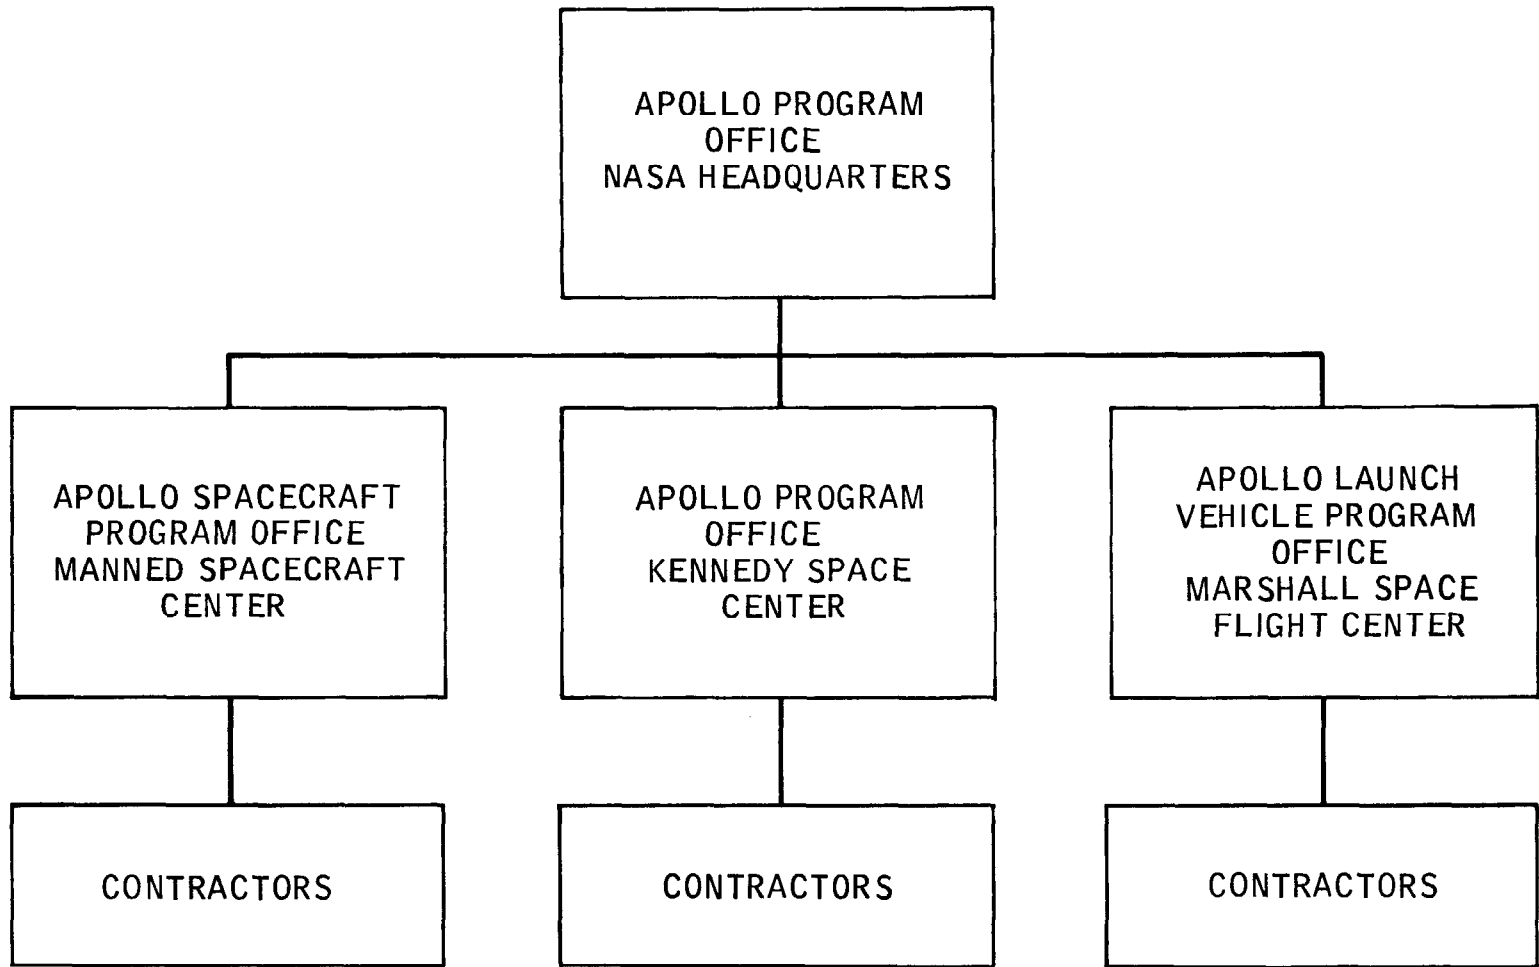 APOLLO PROGRAM
OFFICE
NASA HEADQUARTERS
APOLLO SPACECRAFT
PROGRAM OFFICE
MANNED SPACECRAFT
CENTER
APOLLO PROGRAM
OFFICE
KENNEDY SPACE
CENTER
APOLLO LAUNCH
VEHICLE PROGRAM
OFFICE
MARSHALL SPACE
FLIGHT CENTER
CONTRACTORS
CONTRACTORS
CONTRACTORS